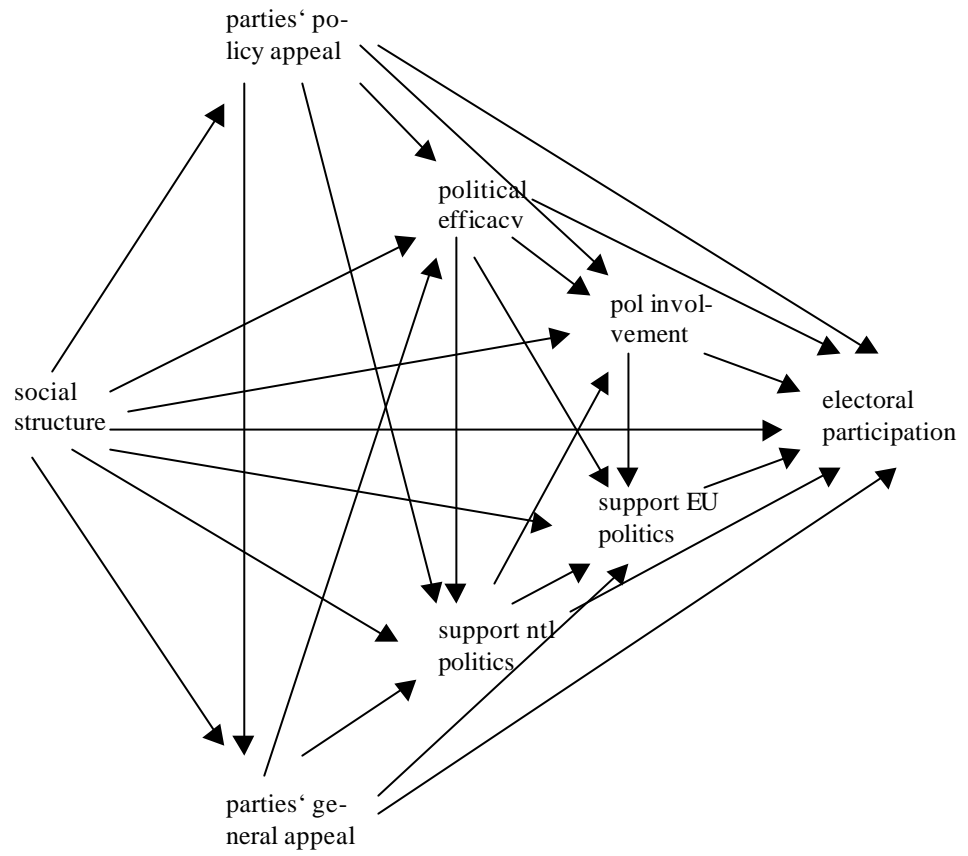 parties‘ po-
licy appeal
political
efficacy
pol invol-
vement
social
structure
electoral
participation
support EU
politics
support ntl
politics
parties‘ ge-
neral appeal